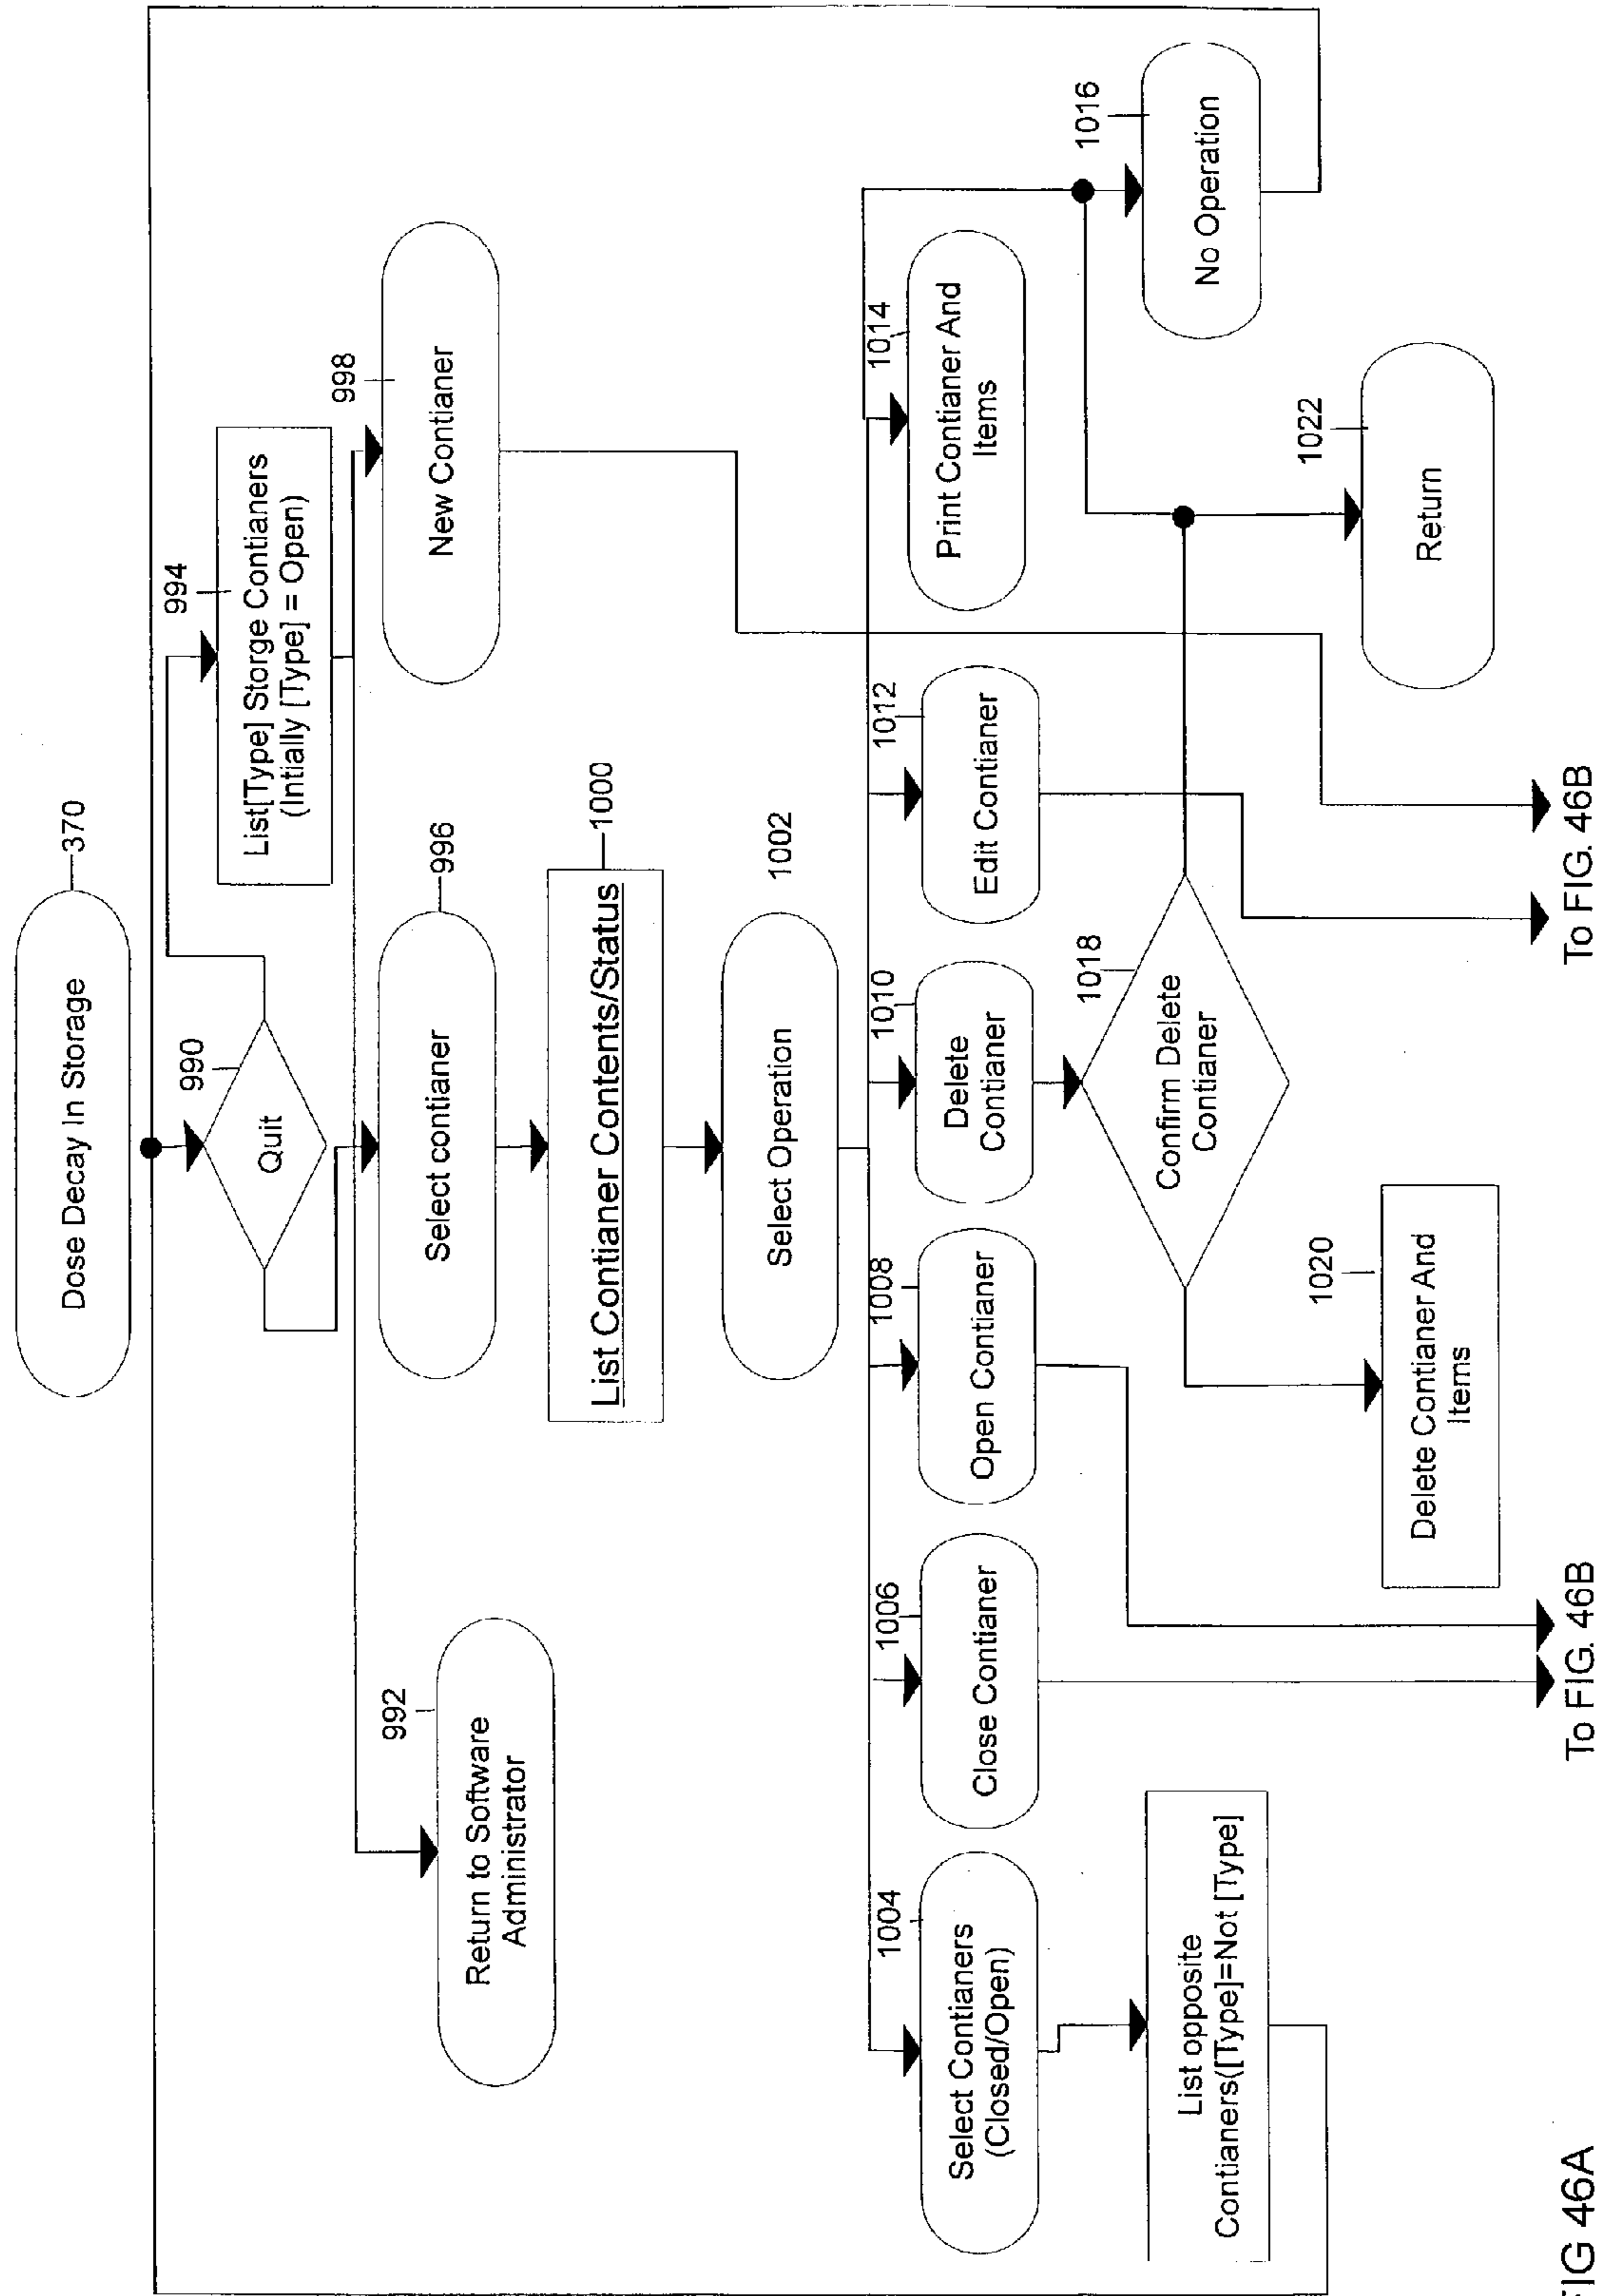 Dose Decay In Storage
370
990
Quit
994
List[Type] Storge Contianers
(Intially [Type] = Open)
992
Return to Software
Administrator
996
Select contianer
998
New Contianer
List Contianer Contents/Status
1000
Select Operation
1002
1004
Select Contianers
(Closed/Open)
1006
Close Contianer
1008
Open Contianer
1010
Delete
Contianer
1012
Edit Contianer
1014
Print Contianer And
Items
1016
No Operation
List opposite
Contianers([Type]=Not [Type]
1018
Confirm Delete
Contianer
1020
Delete Contianer And
Items
1022
Return
To FIG. 46B
To FIG. 46B
FIG 46A